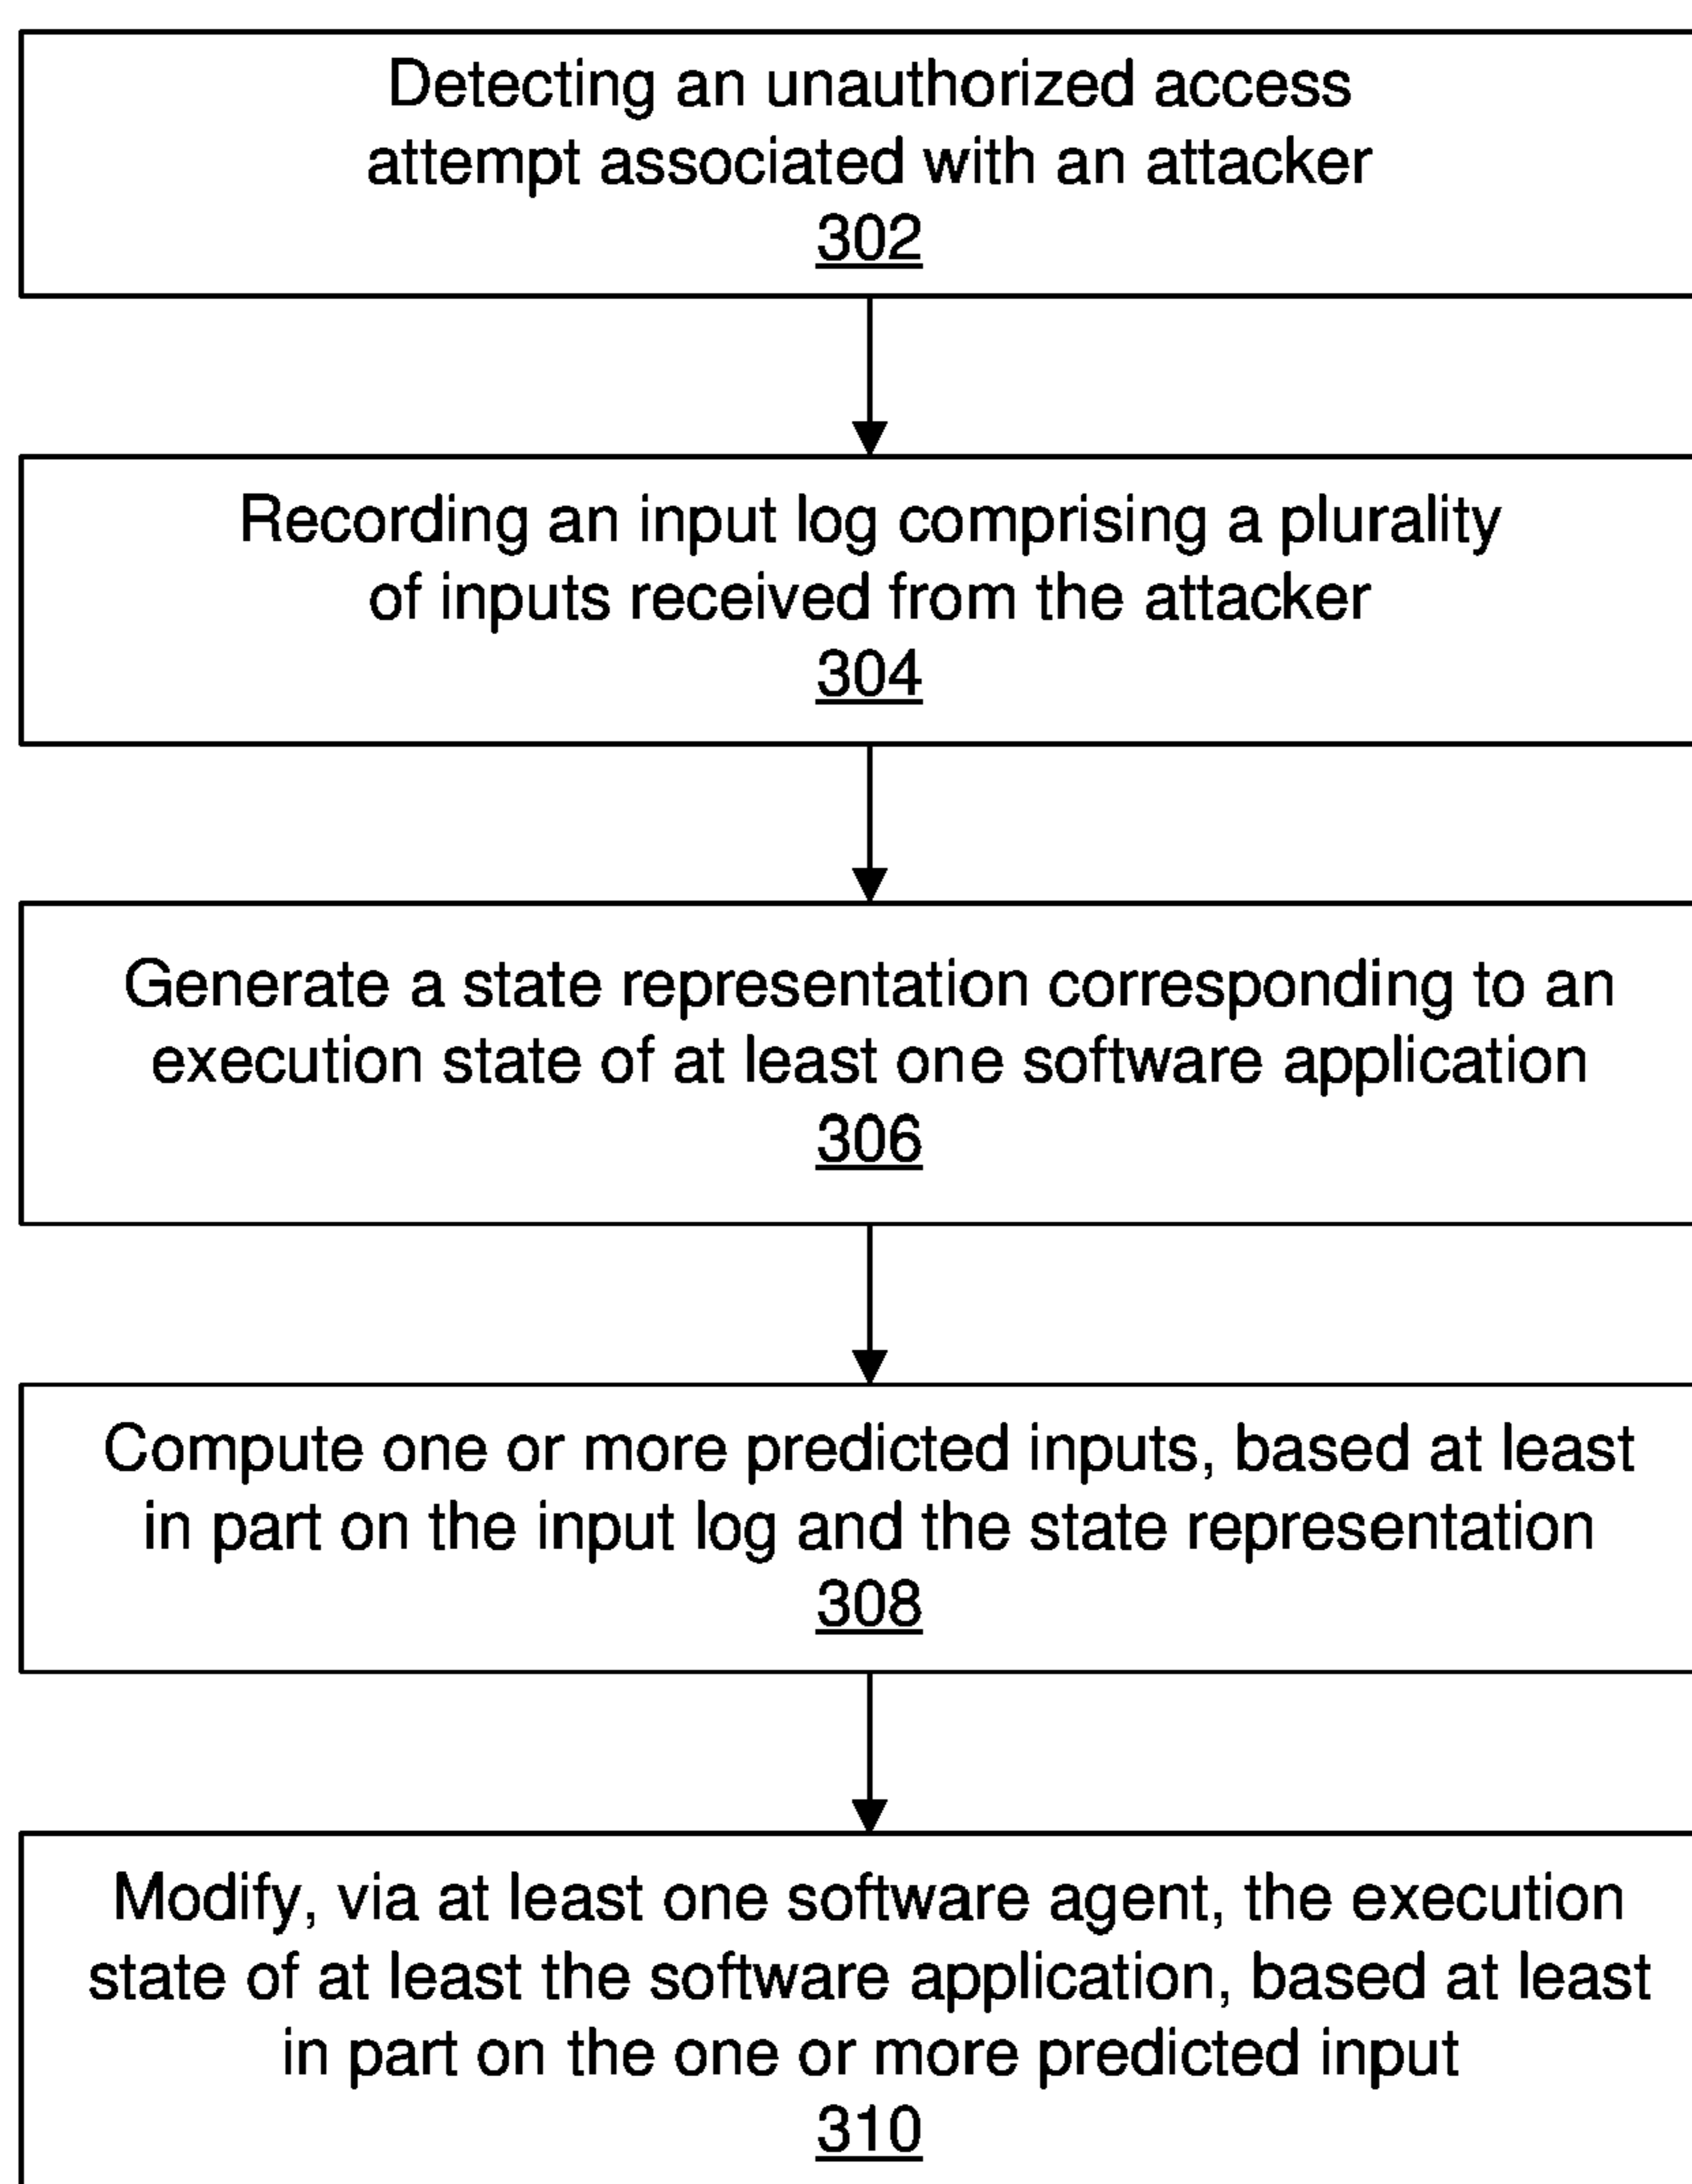 Detecting an unauthorized access
attempt associated with an attacker
302
Recording an input log comprising a plurality
of inputs received from the attacker
304
Generate a state representation corresponding to an
execution state of at least one software application
306
Compute one or more predicted inputs, based at least
in part on the input log and the state representation
308
Modify, via at least one software agent, the execution
state of at least the software application, based at least
in part on the one or more predicted input
310